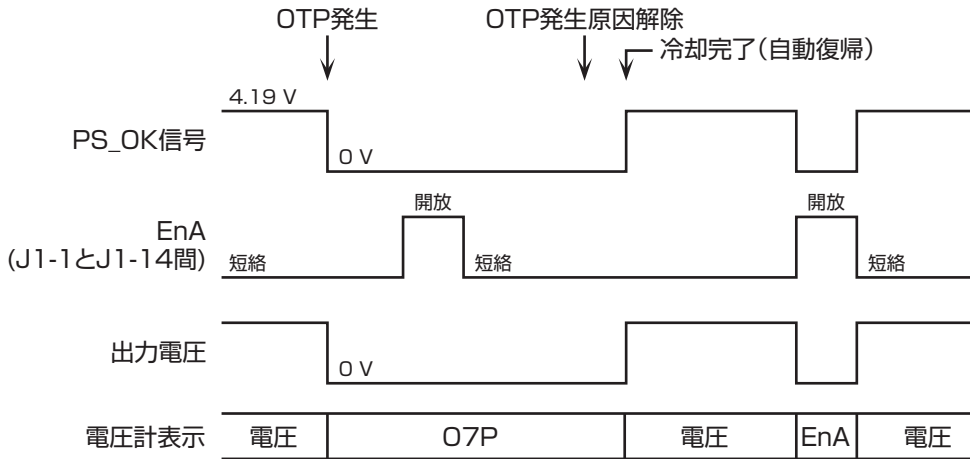 OTP発生
OTP発生原因解除
冷却完了(自動復帰)
4.19 V
PS_OK信号
0 V
開放
開放
EnA
(J1-1とJ1-14間)
短絡
短絡
短絡
出力電圧
0 V
電圧計表示
電圧
O7P
電圧
EnA
電圧